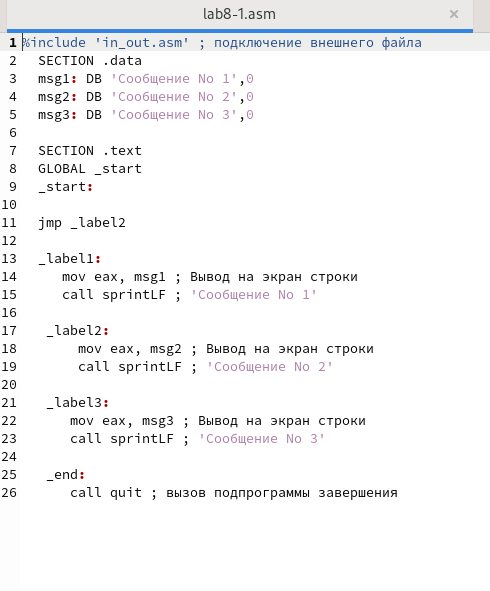 lab8-1.asm ×
1 %include 'in_out.asm' ; подключение внешнего файла
2 SECTION .data
3 msg1: DB 'Сообщение No 1',0
4 msg2: DB 'Сообщение No 2',0
5 msg3: DB 'Сообщение No 3',0
6
7 SECTION .text
8 GLOBAL _start
9 _start:
10
11 jmp _label2
12
13 _label1:
14 mov eax, msg1 ; Вывод на экран строки
15 call sprintLF ; 'Сообщение No 1'
16
17 _label2:
18 mov eax, msg2 ; Вывод на экран строки
19 call sprintLF ; 'Сообщение No 2'
20
21 _label3:
22 mov eax, msg3 ; Вывод на экран строки
23 call sprintLF ; 'Сообщение No 3'
24
25 _end:
26 call quit ; вызов подпрограммы завершения